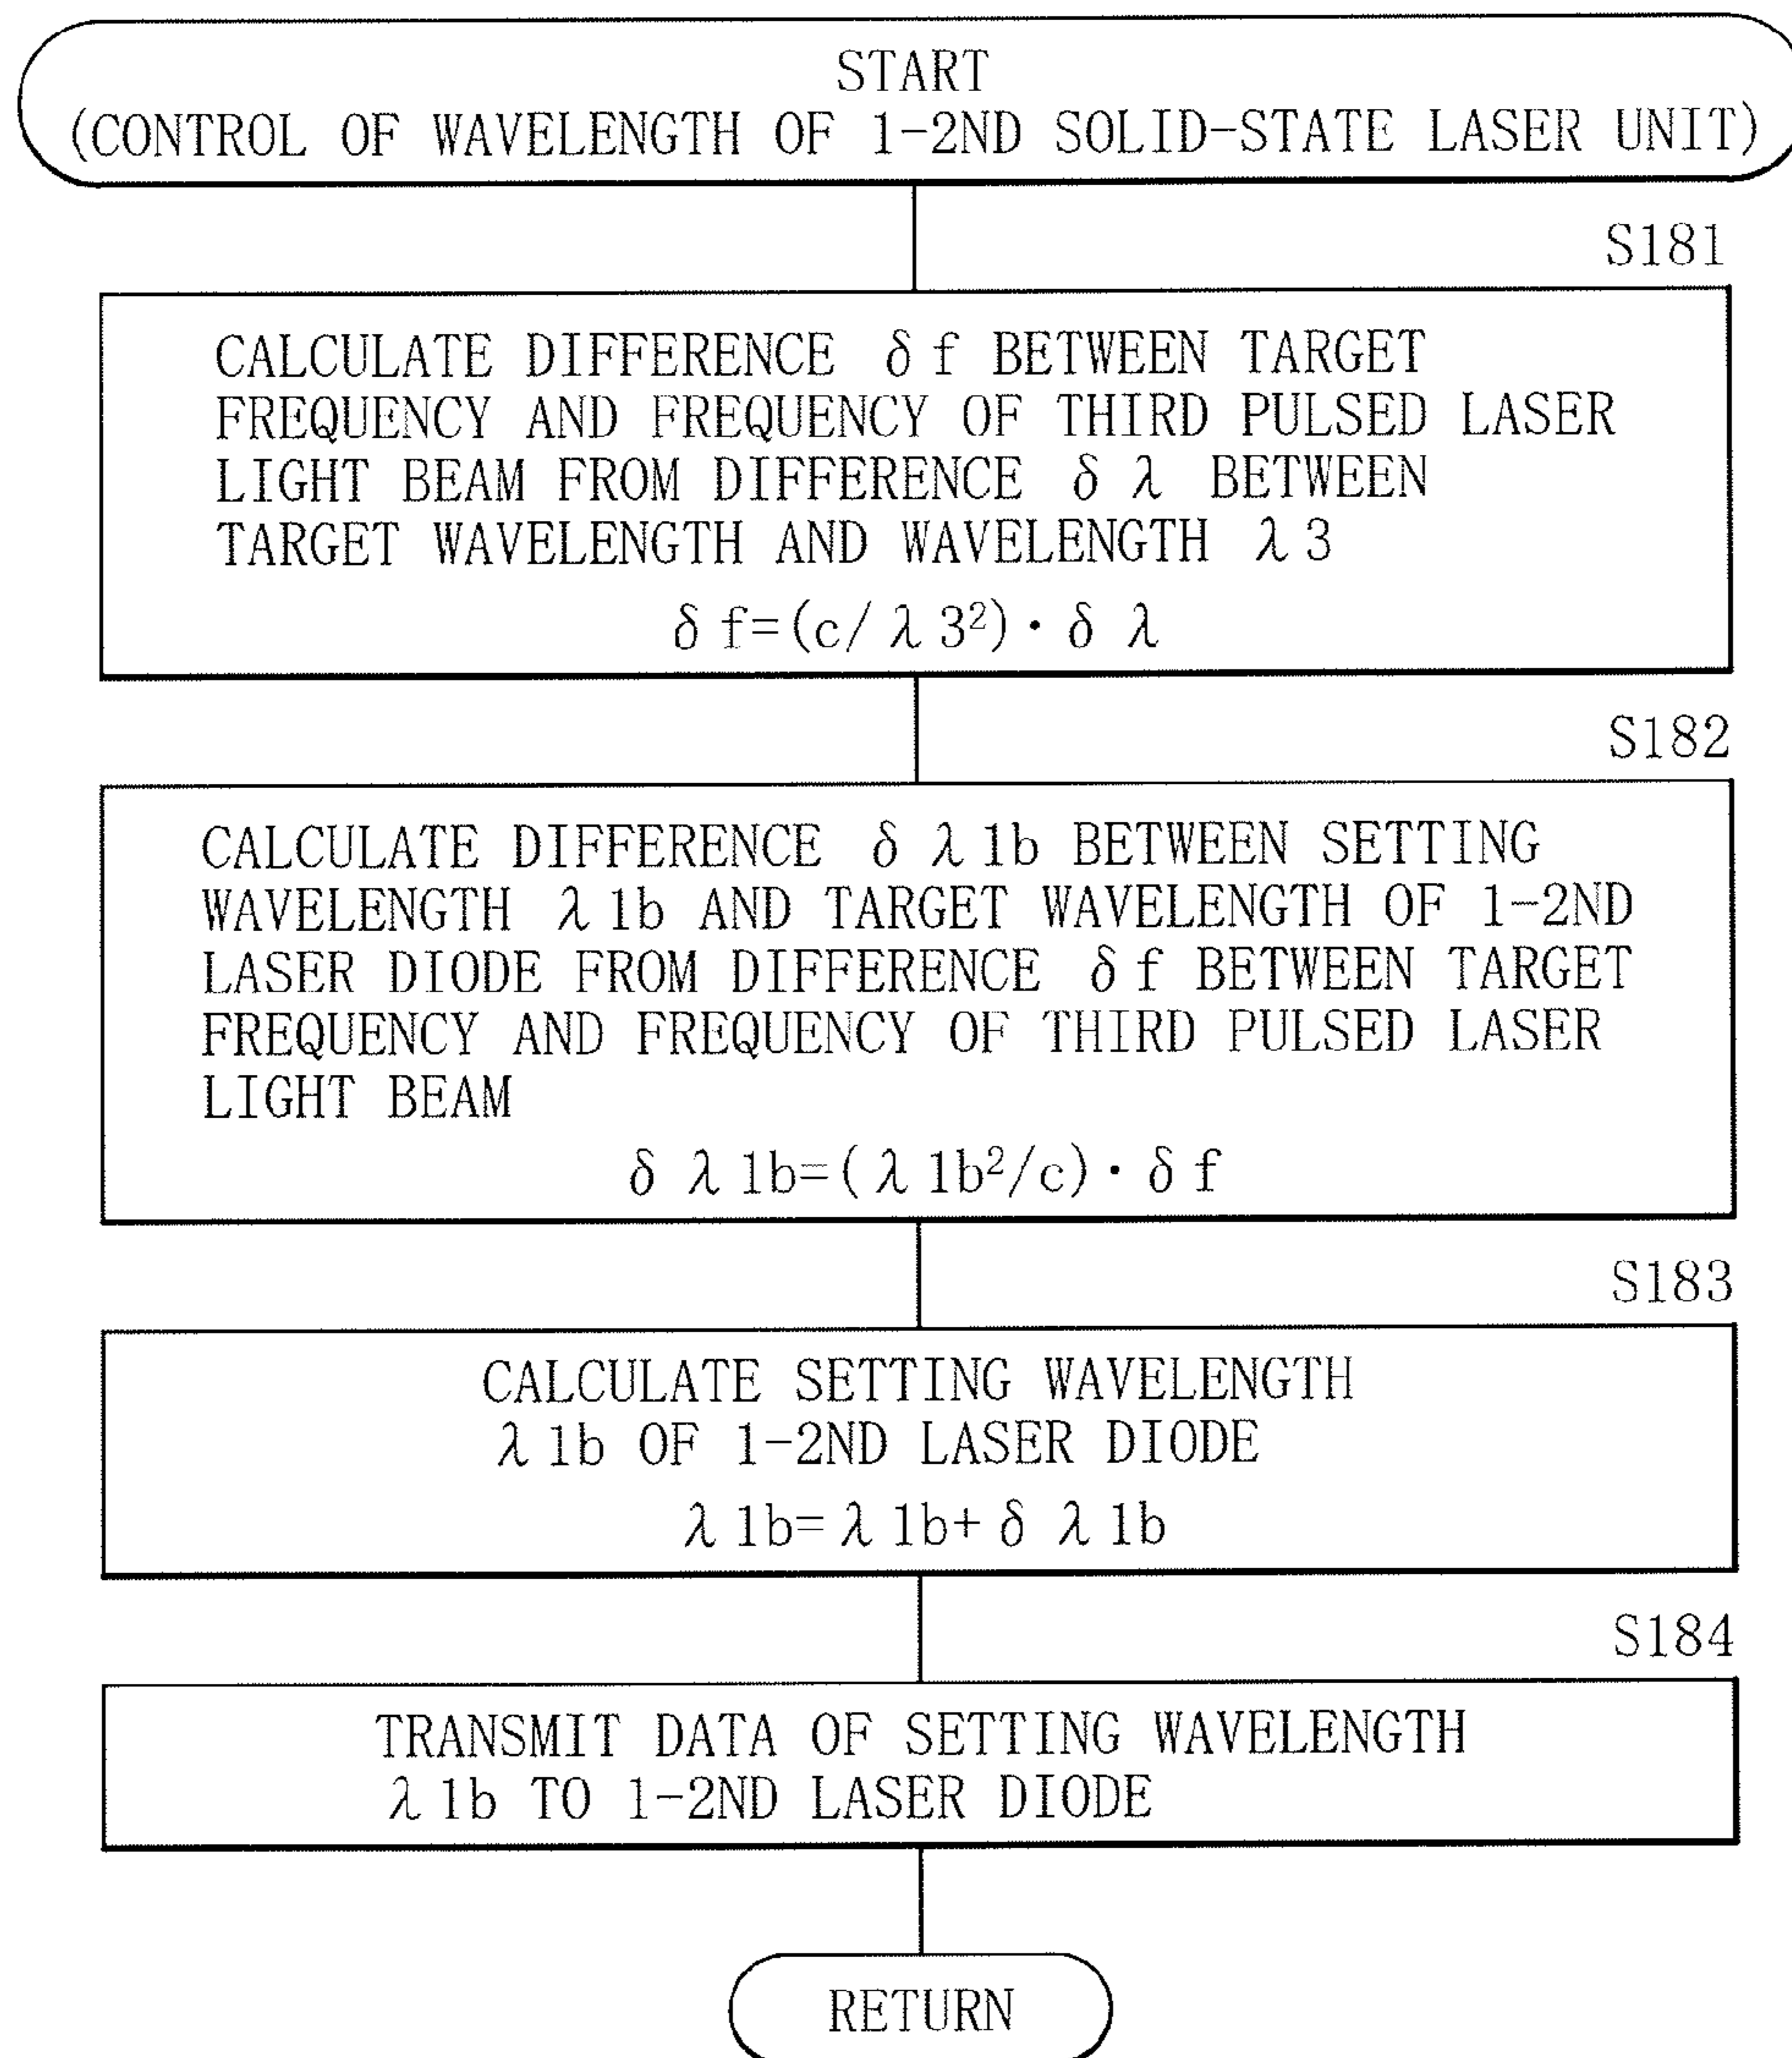 START
(CONTROL OF WAVELENGTH OF 1-2ND SOLID-STATE LASER UNIT)
S181
CALCULATE DIFFERENCE δf BETWEEN TARGET
FREQUENCY AND FREQUENCY OF THIRD PULSED LASER
LIGHT BEAM FROM DIFFERENCE δλ BETWEEN
TARGET WAVELENGTH AND WAVELENGTH λ3
δf=(c/λ3²)・δλ
S182
CALCULATE DIFFERENCE δλ1b BETWEEN SETTING
WAVELENGTH λ1b AND TARGET WAVELENGTH OF 1-2ND
LASER DIODE FROM DIFFERENCE δf BETWEEN TARGET
FREQUENCY AND FREQUENCY OF THIRD PULSED LASER
LIGHT BEAM
δλ1b=(λ1b²/c)・δf
S183
CALCULATE SETTING WAVELENGTH
λ1b OF 1-2ND LASER DIODE
λ1b=λ1b+δλ1b
S184
TRANSMIT DATA OF SETTING WAVELENGTH
λ1b TO 1-2ND LASER DIODE
RETURN